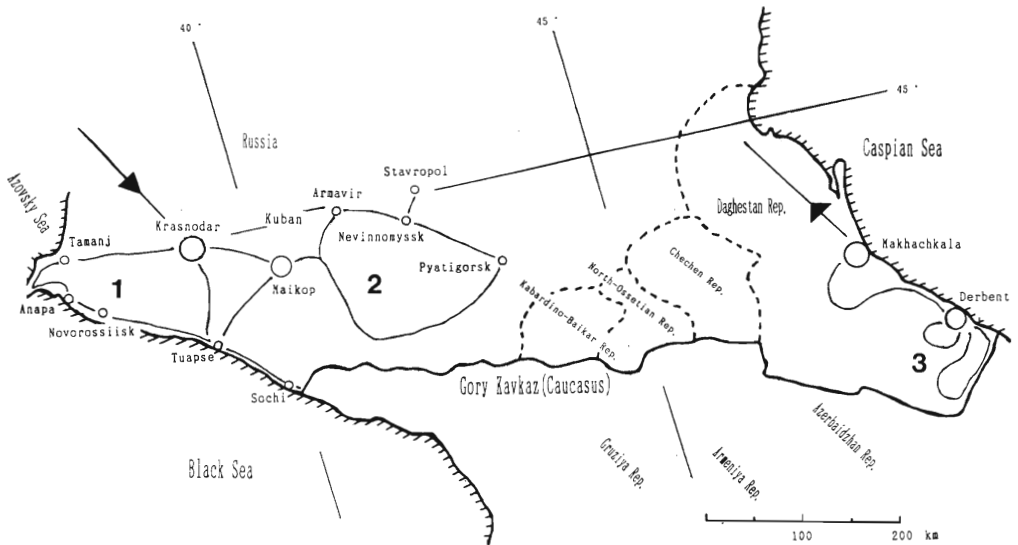 40°
45°
45°
Russia
Caspian Sea
Azovsky Sea
Stavropol
Armavir
Kuban
Krasnodar
Nevinnomyssk
Daghestan Rep.
Tamanj
Makhachkala
Maikop
2
Pyatigorsk
Chechen Rep.
North-Ossetian Rep.
Kabardino-Baikar Rep.
1
Anapa
Novorossiisk
Derbent
Tuapse
3
Sochi
Gory Kavkaz(Caucasus)
Azerbaidzhan Rep.
Black Sea
Gruziya Rep.
Armeniya Rep.
100 200 km